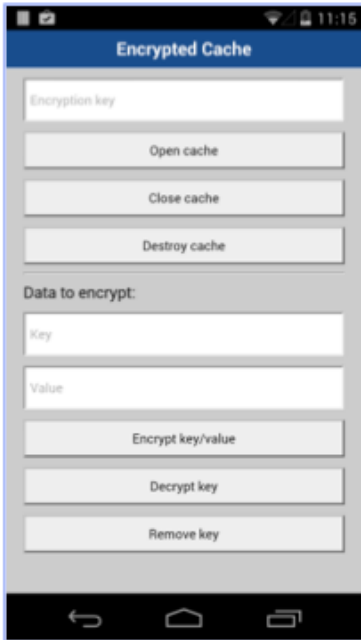 11:15
Encrypted Cache
Encryption key
Open cache
Close cache
Destroy cache
Data to encrypt:
Key
Value
Encrypt key/value
Decrypt key
Remove key